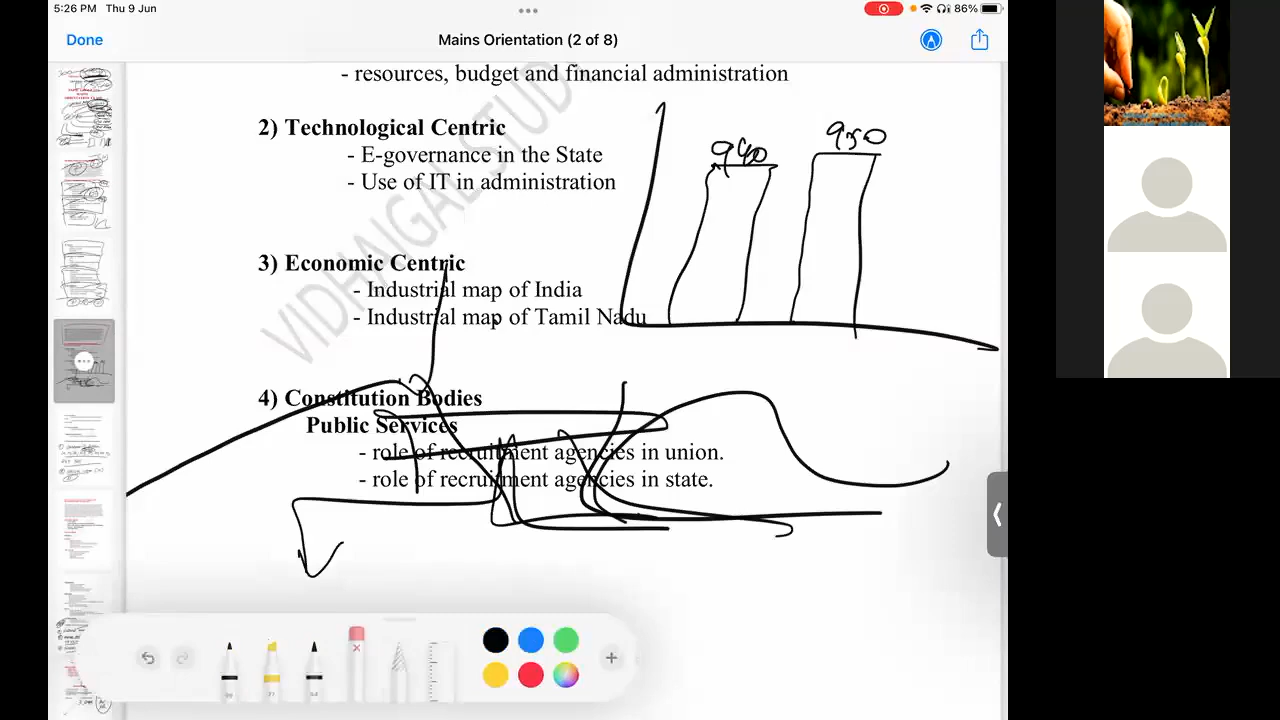 5:26 PM Thu 9 Jun
86%
Done
Mains Orientation (2 of 8)
- resources, budget and financial administration
2) Technological Centric
- E-governance in the State
- Use of IT in administration
940
950
3) Economic Centric
- Industrial map of India
- Industrial map of Tamil Nadu
4) Constitution Bodies
Public Services
- role of recruitment agencies in union.
- role of recruitment agencies in state.
VIDHAIGAL STUD